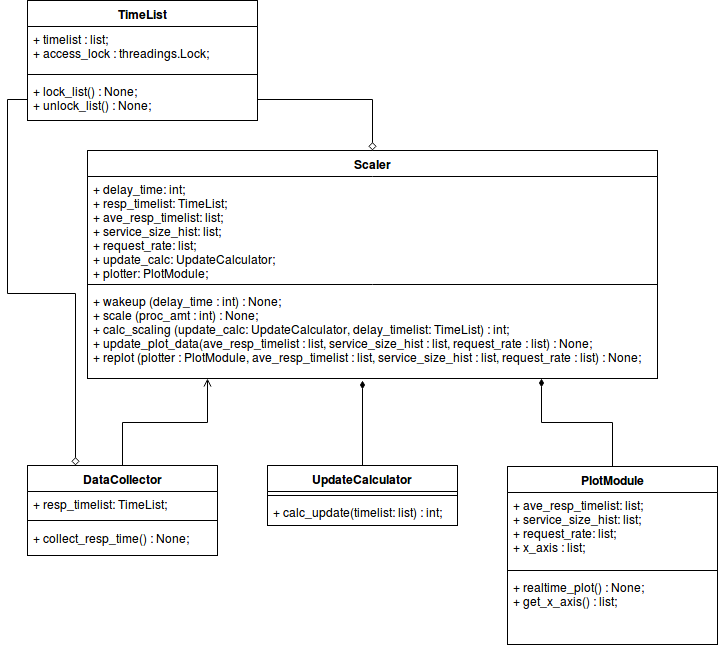 TimeList
+ timelist : list;
+ access_lock : threadings.Lock;
+ lock_list() : None;
+ unlock_list() : None;
Scaler
+ delay_time: int;
+ resp_timelist: TimeList;
+ ave_resp_timelist: list;
+ service_size_hist: list;
+ request_rate: list;
+ update_calc: UpdateCalculator;
+ plotter: PlotModule;
+ wakeup (delay_time : int) : None;
+ scale (proc_amt : int) : None;
+ calc_scaling (update_calc: UpdateCalculator, delay_timelist: TimeList) : int;
+ update_plot_data(ave_resp_timelist : list, service_size_hist : list, request_rate : list) : None;
+ replot (plotter : PlotModule, ave_resp_timelist : list, service_size_hist : list, request_rate : list) : None;
DataCollector
+ resp_timelist: TimeList;
+ collect_resp_time() : None;
UpdateCalculator
+ calc_update(timelist: list) : int;
PlotModule
+ ave_resp_timelist: list;
+ service_size_hist: list;
+ request_rate: list;
+ x_axis : list;
+ realtime_plot() : None;
+ get_x_axis() : list;